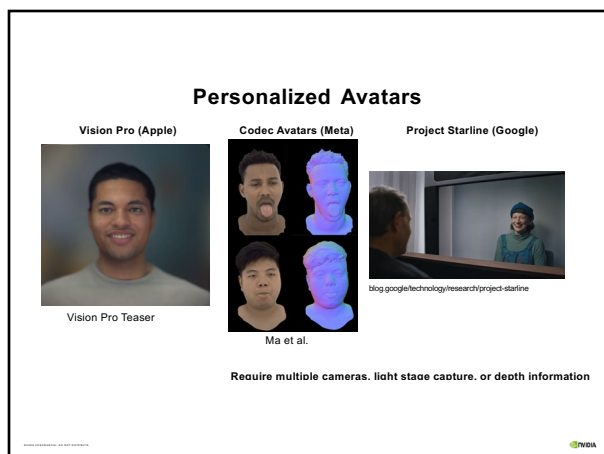 Personalized Avatars
Vision Pro (Apple)
Codec Avatars (Meta)
Project Starline (Google)
blog.google/technology/research/project-starline
Vision Pro Teaser
Ma et al.
Require multiple cameras, light stage capture, or depth information
NVIDIA